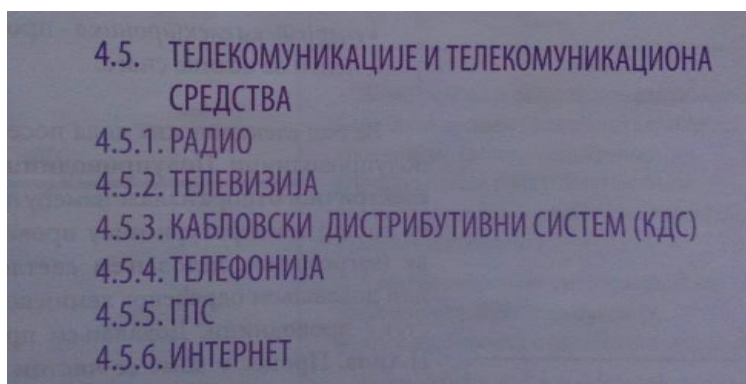 4.5. ТЕЛЕКОМУНИКАЦИЈЕ И ТЕЛЕКОМУНИКАЦИОНА
СРЕДСТВА
4.5.1. РАДИО
4.5.2. ТЕЛЕВИЗИЈА
4.5.3. КАБЛОВСКИ ДИСТРИБУТИВНИ СИСТЕМ (КДС)
4.5.4. ТЕЛЕФОНИЈА
4.5.5. ГПС
4.5.6. ИНТЕРНЕТ